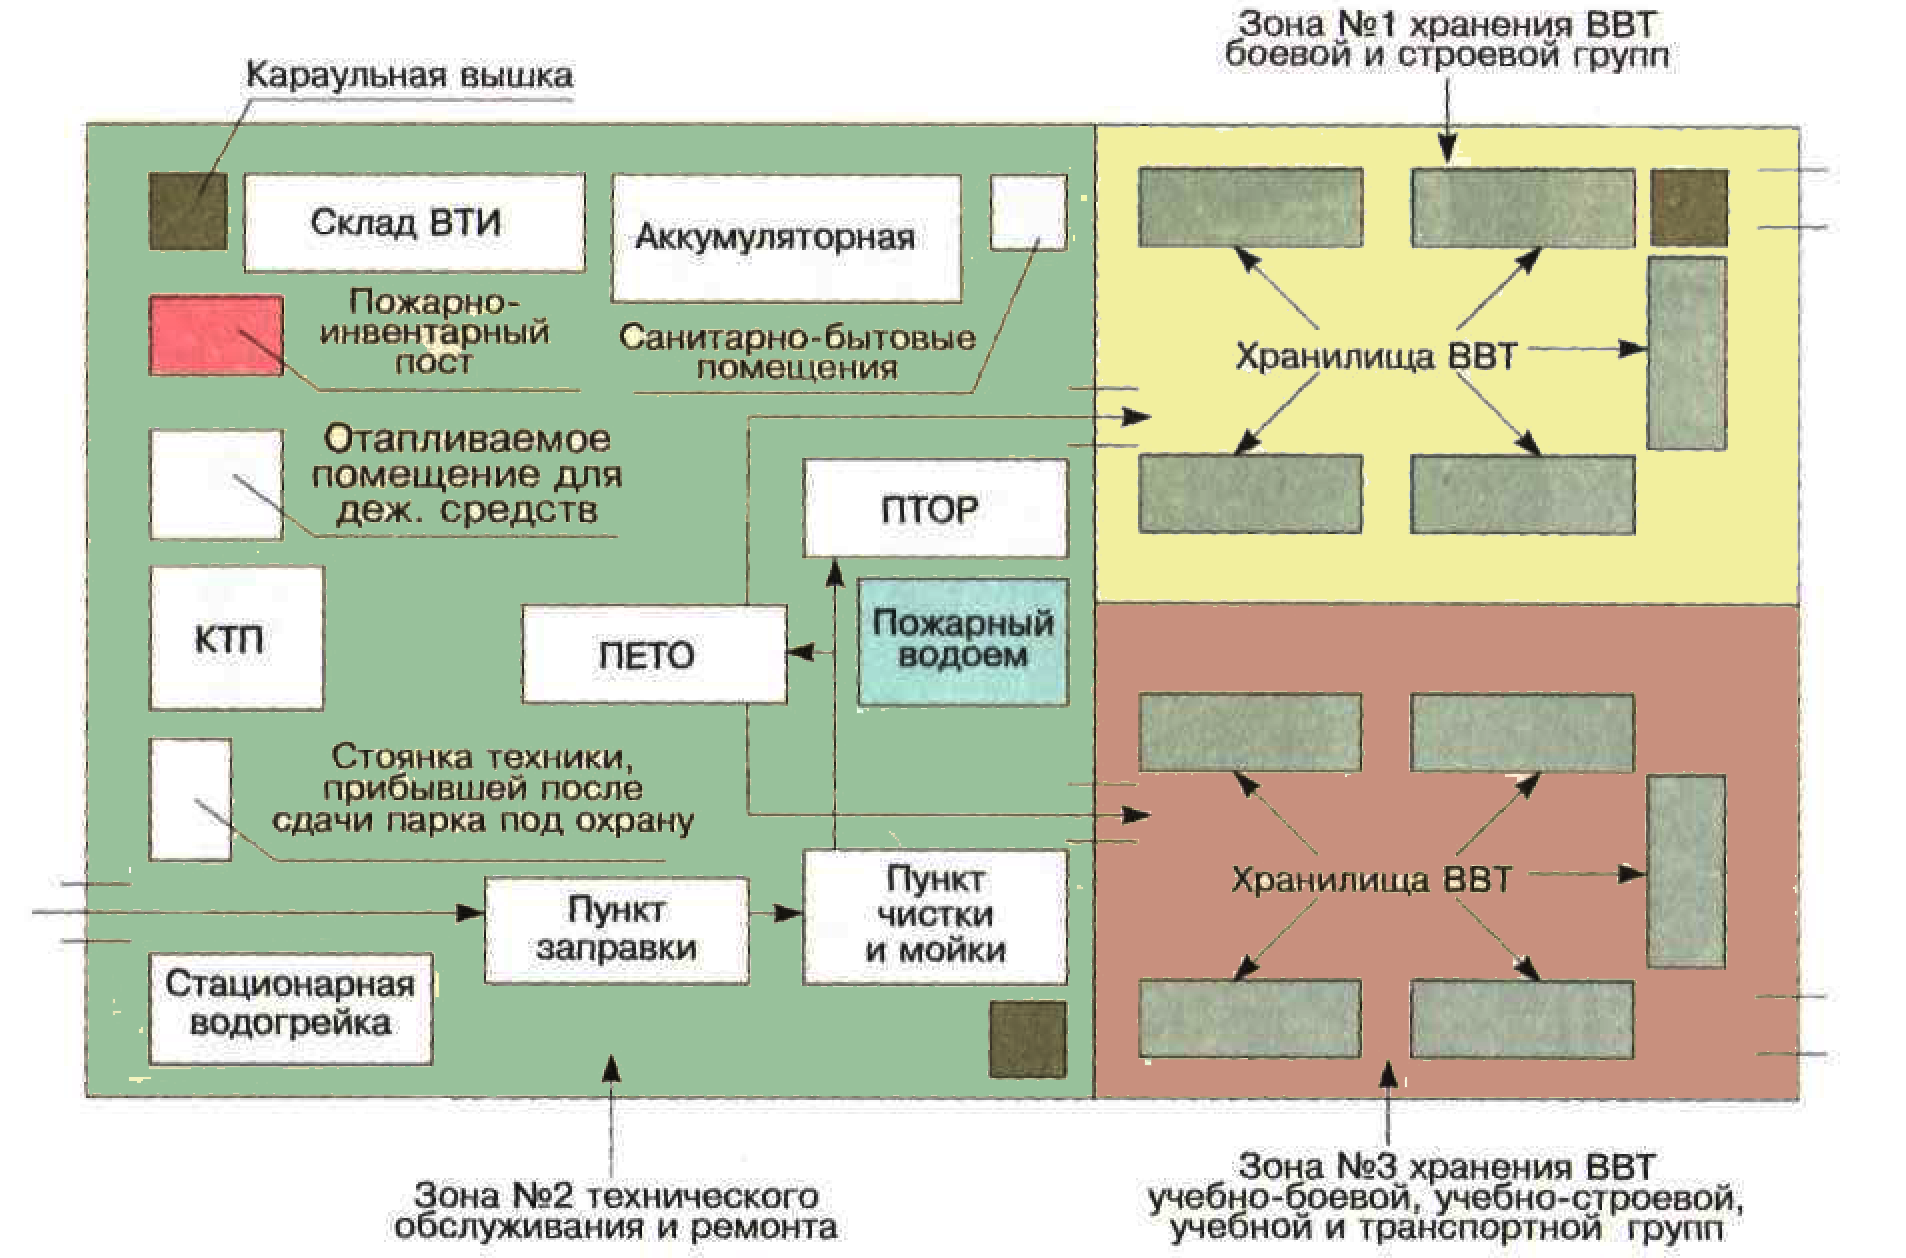 Зона №1 хранения ВВТ
боевой и строевой групп
Караульная вышка
Склад ВТИ
Аккумуляторная
Пожарно-
инвентарный
пост
Санитарно-бытовые
помещения
Хранилища ВВТ
Отапливаемое
помещение для
деж. средств
ПТОР
КТП
ПЕТО
Пожарный
водоем
Стоянка техники,
прибывшей после
сдачи парка под охрану
Хранилища ВВТ
Пункт
заправки
Пункт
чистки
и мойки
Стационарная
водогрейка
Зона №2 технического
обслуживания и ремонта
Зона №3 хранения ВВТ
учебно-боевой, учебно-строевой,
учебной и транспортной групп